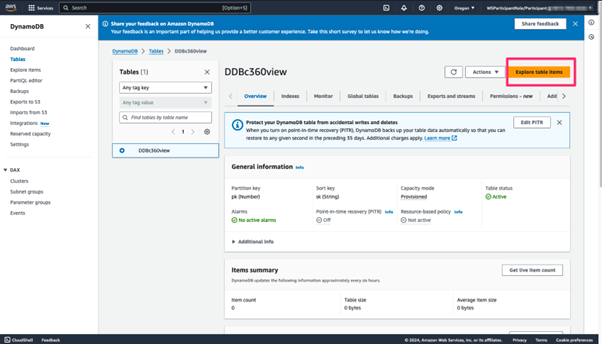 aws
Services
Search
[Option+S]
Oregon
DynamoDB
Dashboard
Tables
Explore items
PartiQL editor
Backups
Exports to S3
Imports from S3
Integrations New
Reserved capacity
Settings
DAX
Clusters
Subnet groups
Parameter groups
Events
Share your feedback on Amazon DynamoDB
Your feedback is an important part of helping us provide a better customer experience. Take this short survey to let us know how we're doing.
Share feedback
DynamoDB > Tables > DDBc360view
Tables (1)
Any tag key
Any tag value
Find tables by table name
1
DDBc360view
DDBc360view
Actions
Explore table items
Overview
Indexes
Monitor
Global tables
Backups
Exports and streams
Permissions - new
Add
Protect your DynamoDB table from accidental writes and deletes
When you turn on point-in-time recovery (PITR), DynamoDB backs up your table data automatically so that you can
restore to any given second in the preceding 35 days. Additional charges apply. Learn more
Edit PITR
General information Info
Partition key
pk (Number)
Sort key
sk (String)
Capacity mode
Provisioned
Table status
Active
Alarms
No active alarms
Point-in-time recovery (PITR) Info
Off
Resource-based policy Info
Not active
Additional info
Items summary
DynamoDB updates the following information approximately every six hours.
Get live item count
Item count
0
Table size
0 bytes
Average item size
0 bytes
CloudShell
Feedback
© 2024, Amazon Web Services, Inc. or its affiliates.
Privacy
Terms
Cookie preferences